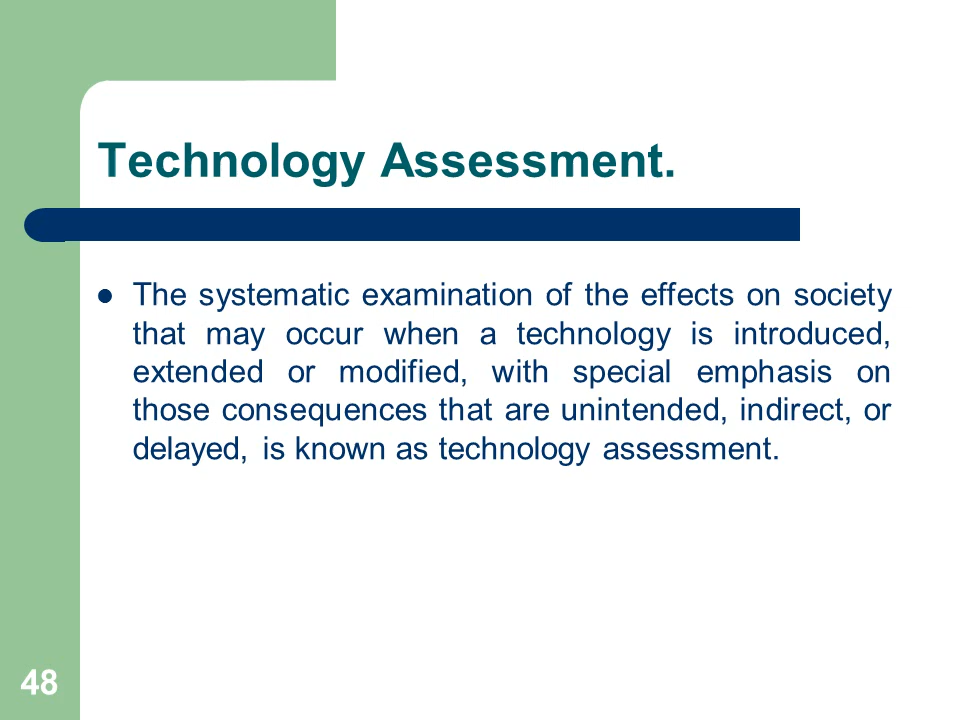 Technology Assessment.
The systematic examination of the effects on society
that may occur when a technology is introduced,
extended or modified, with special emphasis on
those consequences that are unintended, indirect, or
delayed, is known as technology assessment.
48